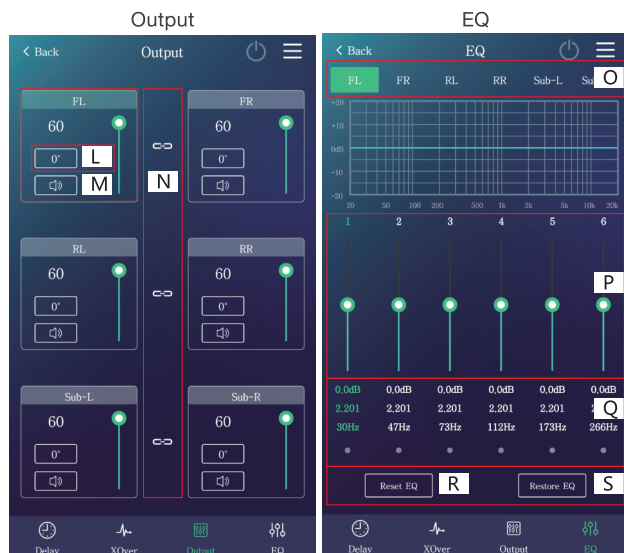 Output
Back Output
FL FR
60 60
0° L 0°
M N
RL RR
60 60
0° 0°
Sub-L Sub-R
60 60
0° 0°
Delay XOver Output EQ
EQ
Back EQ
FL FR RL RR Sub-L Su O
+20
+10
0dB
-10
-20
20 50 100 200 500 1k 2k 5k 10k 20k
1 2 3 4 5 6
P
0,0dB 0,0dB 0,0dB 0,0dB 0,0dB 0,0dB
2.201 2,201 2,201 2,201 2,201 2 Q
30Hz 47Hz 73Hz 112Hz 173Hz 266Hz
Reset EQ R Restore EQ S
Delay XOver Output EQ